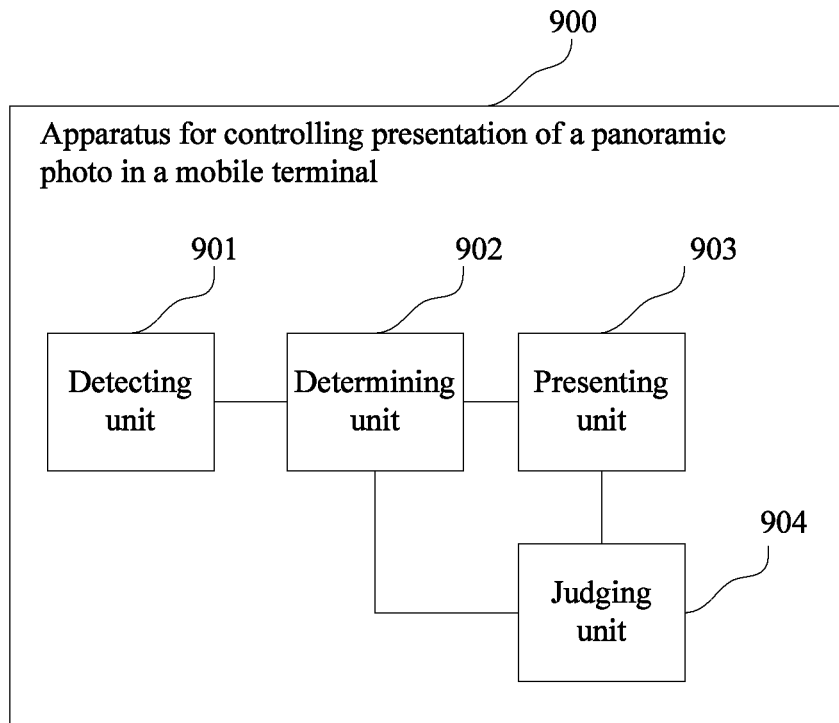 900
Apparatus for controlling presentation of a panoramic
photo in a mobile terminal
901
902
903
Detecting
unit
Determining
unit
Presenting
unit
904
Judging
unit